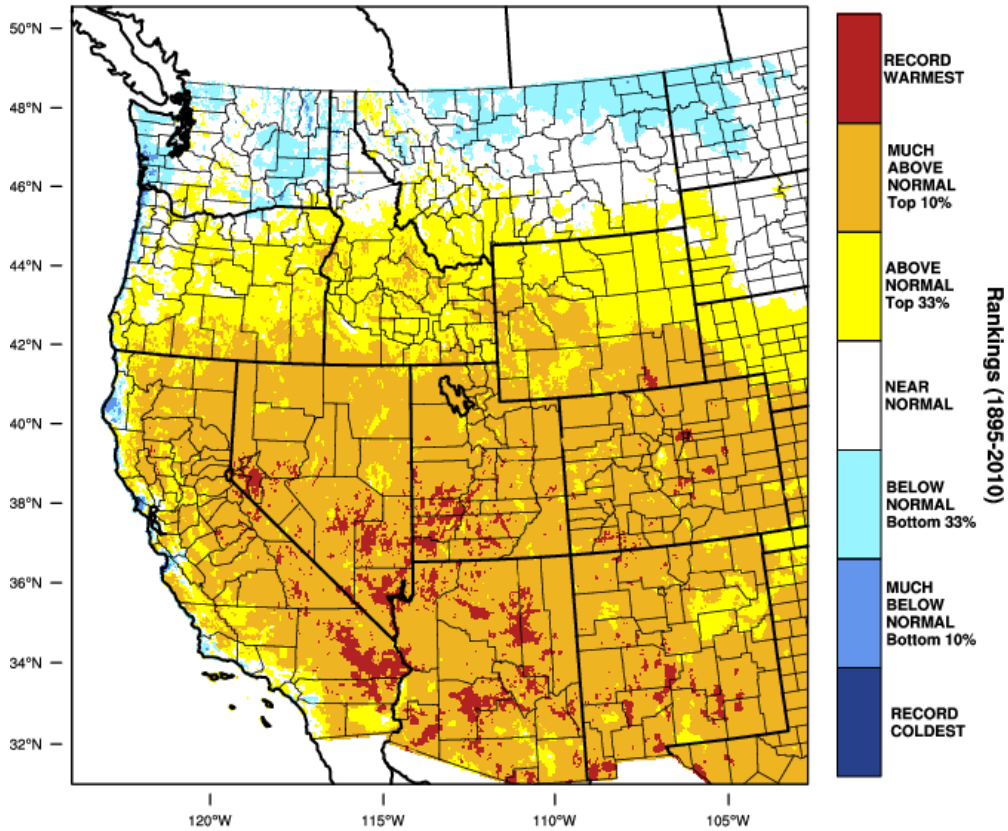 50°N
48°N
46°N
44°N
42°N
40°N
38°N
36°N
34°N
32°N
120°W 115°W 110°W 105°W
RECORD
WARMEST
MUCH
ABOVE
NORMAL
Top 10%
ABOVE
NORMAL
Top 33%
NEAR
NORMAL
BELOW
NORMAL
Bottom 33%
MUCH
BELOW
NORMAL
Bottom 10%
RECORD
COLDEST
Rankings (1895-2010)